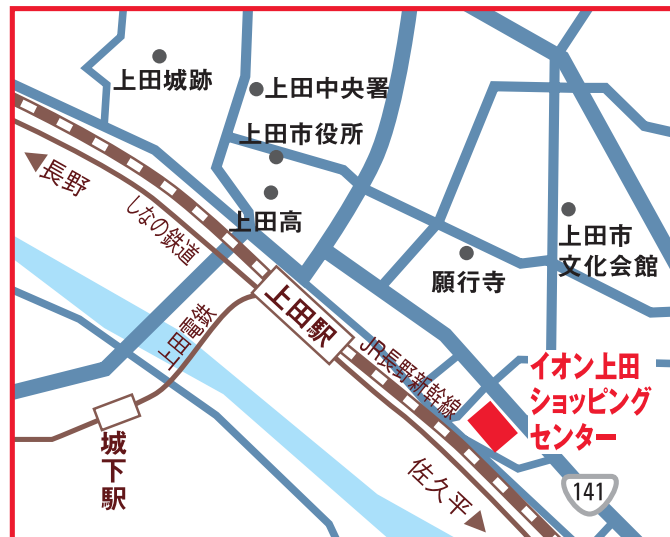 上田城跡
上田中央署
上田市役所
長野
しなの鉄道
上田高
上田市
文化会館
願行寺
上田駅
上田電鉄
JR長野新幹線
イオン上田
ショッピング
センター
城下駅
佐久平
141